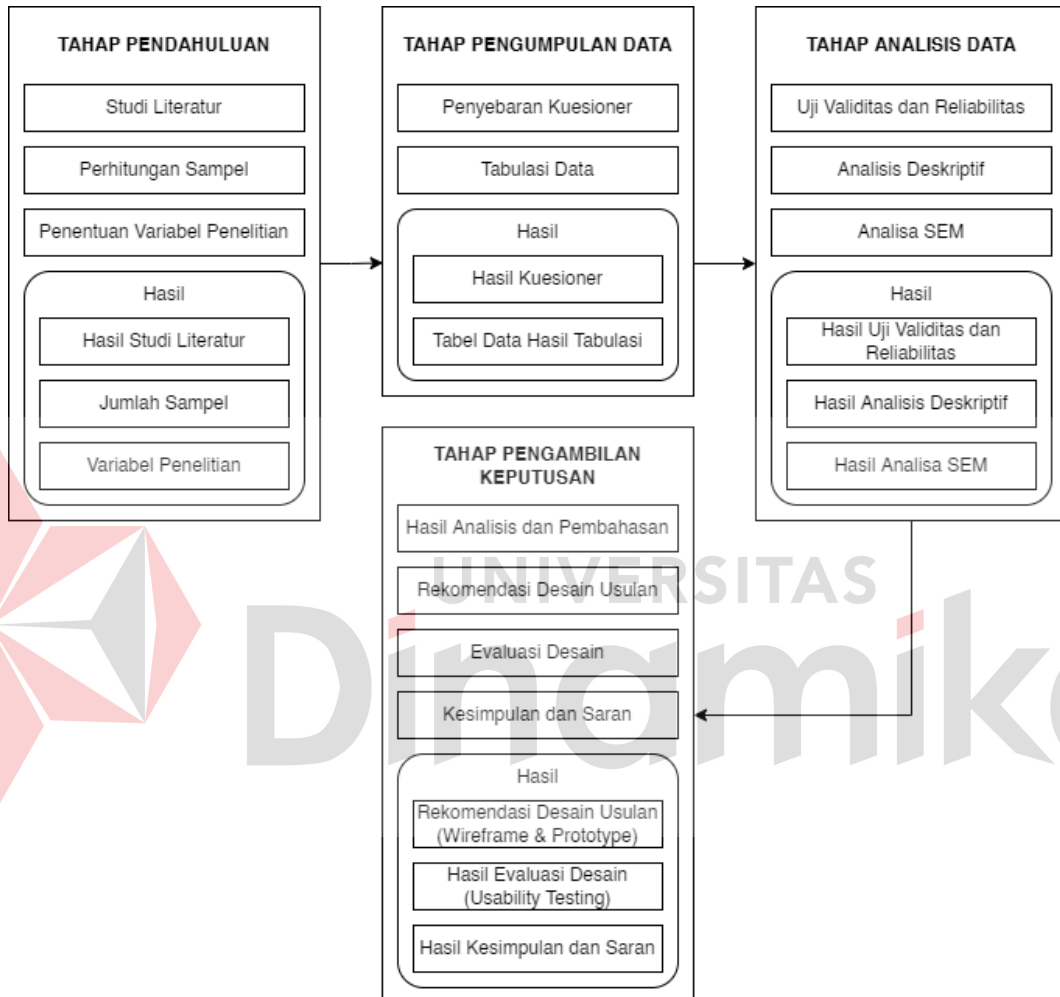 TAHAP PENDAHULUAN
Studi Literatur
Perhitungan Sampel
Penentuan Variabel Penelitian
Hasil
Hasil Studi Literatur
Jumlah Sampel
Variabel Penelitian
TAHAP PENGUMPULAN DATA
Penyebaran Kuesioner
Tabulasi Data
Hasil
Hasil Kuesioner
Tabel Data Hasil Tabulasi
TAHAP ANALISIS DATA
Uji Validitas dan Reliabilitas
Analisis Deskriptif
Analisa SEM
Hasil
Hasil Uji Validitas dan
Reliabilitas
Hasil Analisis Deskriptif
Hasil Analisa SEM
TAHAP PENGAMBILAN
KEPUTUSAN
Hasil Analisis dan Pembahasan
Rekomendasi Desain Usulan
Evaluasi Desain
Kesimpulan dan Saran
Hasil
Rekomendasi Desain Usulan
(Wireframe & Prototype)
Hasil Evaluasi Desain
(Usability Testing)
Hasil Kesimpulan dan Saran
UNIVERSITAS
Dinamika